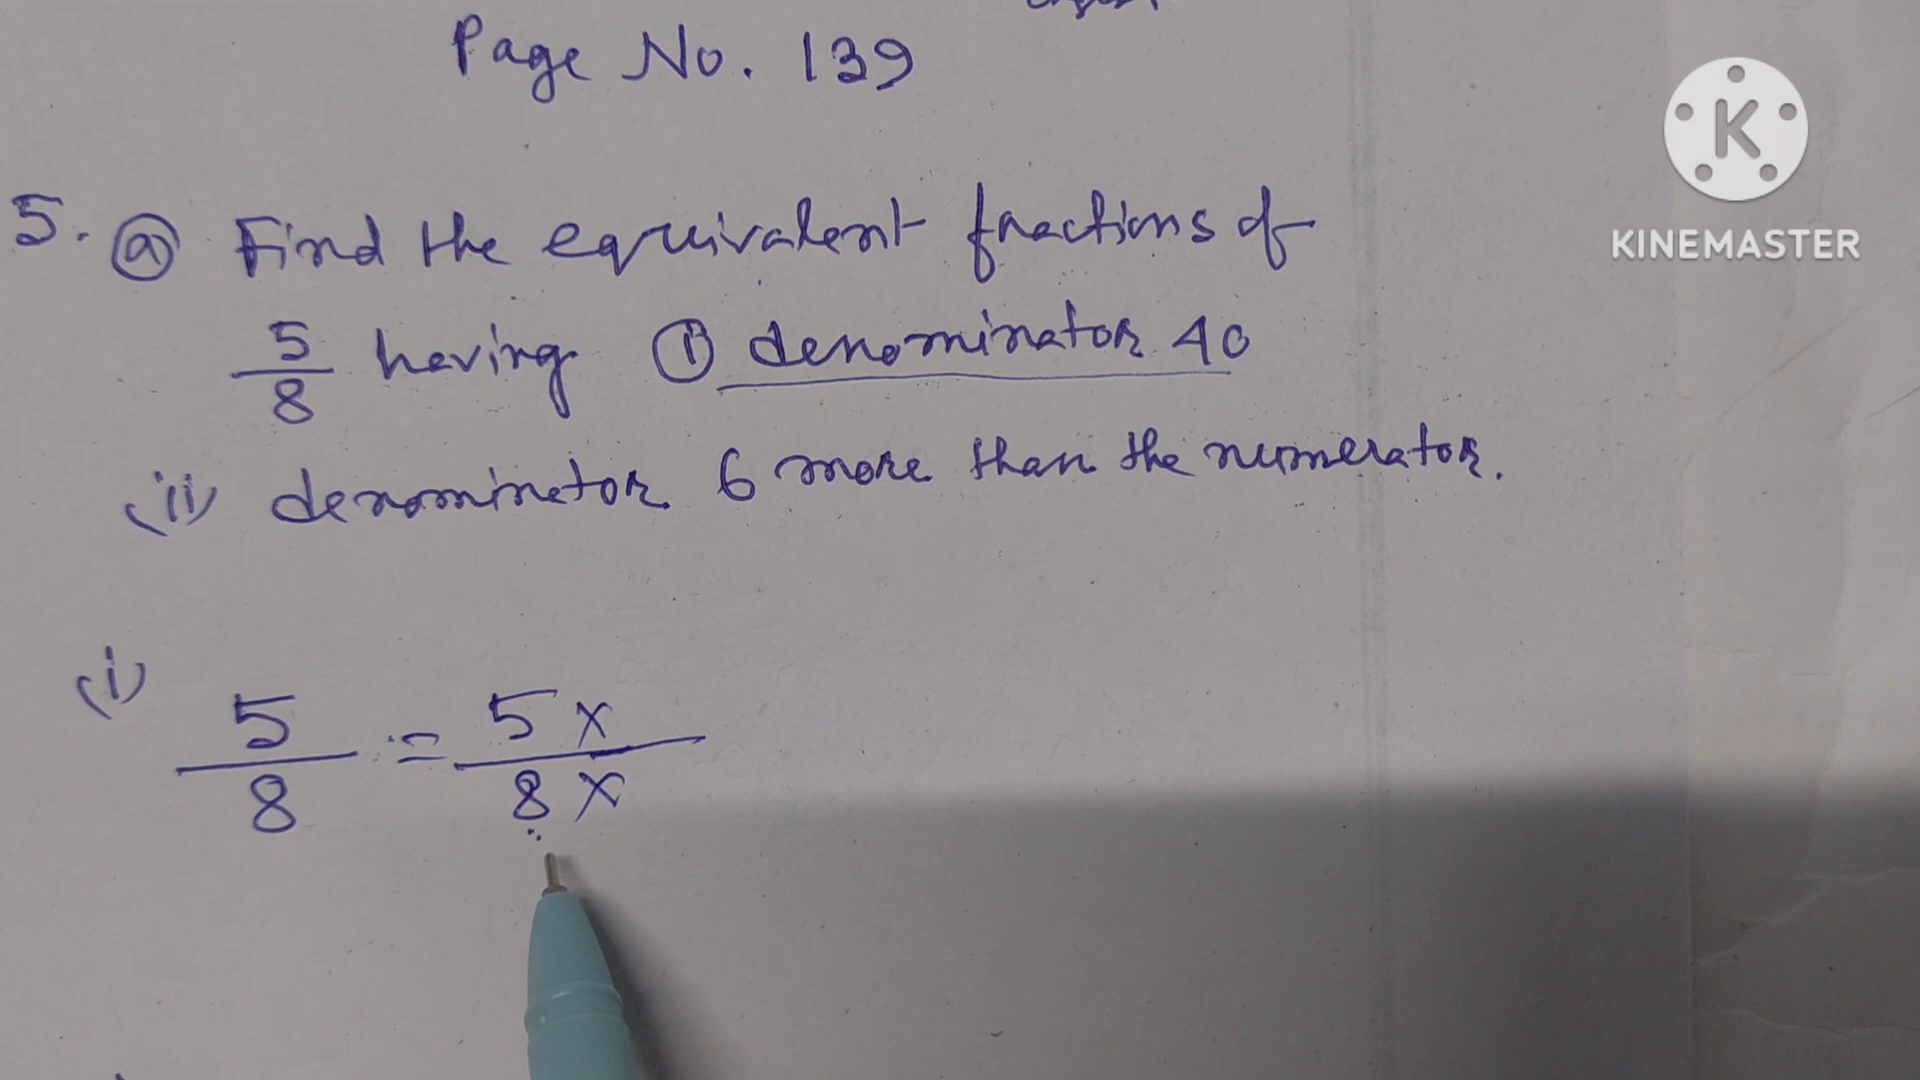 Page No. 139
K
KINEMASTER
5. (a) Find the equivalent fractions of
5/8 having (i) denominator 40
(ii) denominator 6 more than the numerator.
(i) 5/8 = 5×/8×